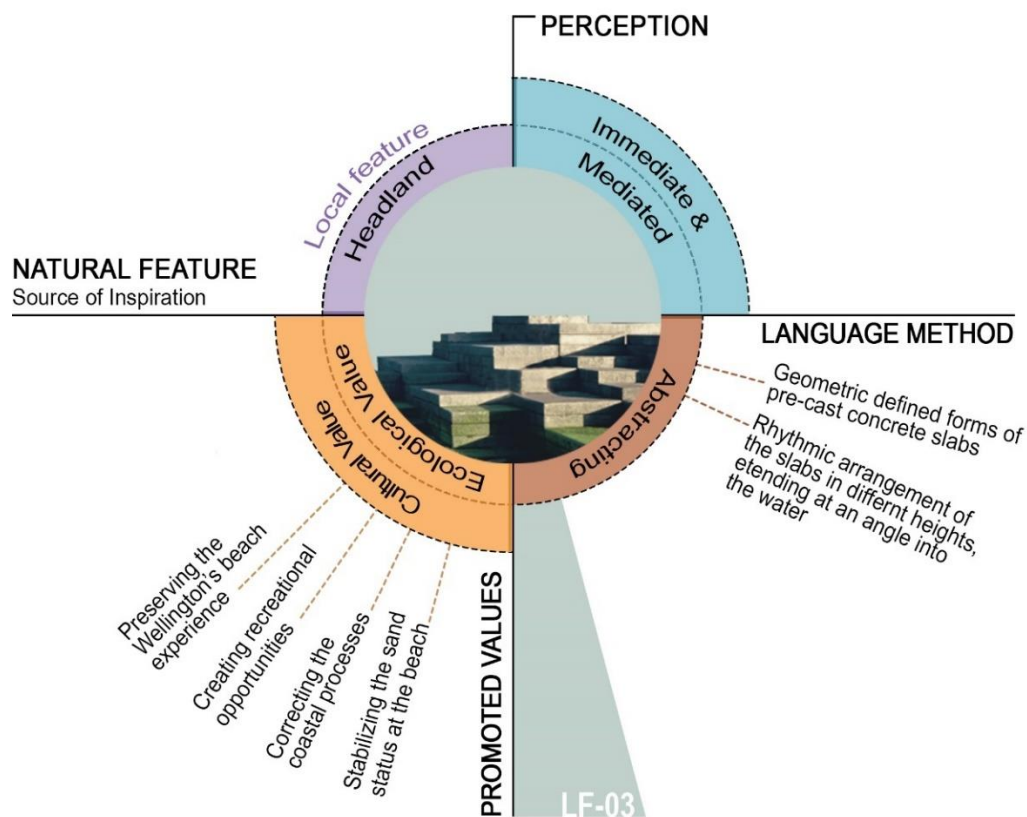 PERCEPTION
Immediate &
Mediated
Local feature
Headland
NATURAL FEATURE
Source of Inspiration
LANGUAGE METHOD
Abstracting
Geometric defined forms of
pre-cast concrete slabs
Rhythmic arrangement of
the slabs in differnt heights,
etending at an angle into
the water
Ecological Value
Cultural Value
Preserving the
Wellington's beach
experience
Creating recreational
opportunities
Correcting the
coastal processes
Stabilizing the sand
status at the beach
PROMOTED VALUES
LF-03